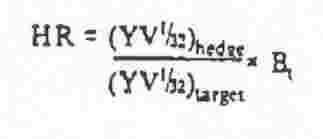 HR = (YV1/32)hedge × Bt
(YV1/32)target